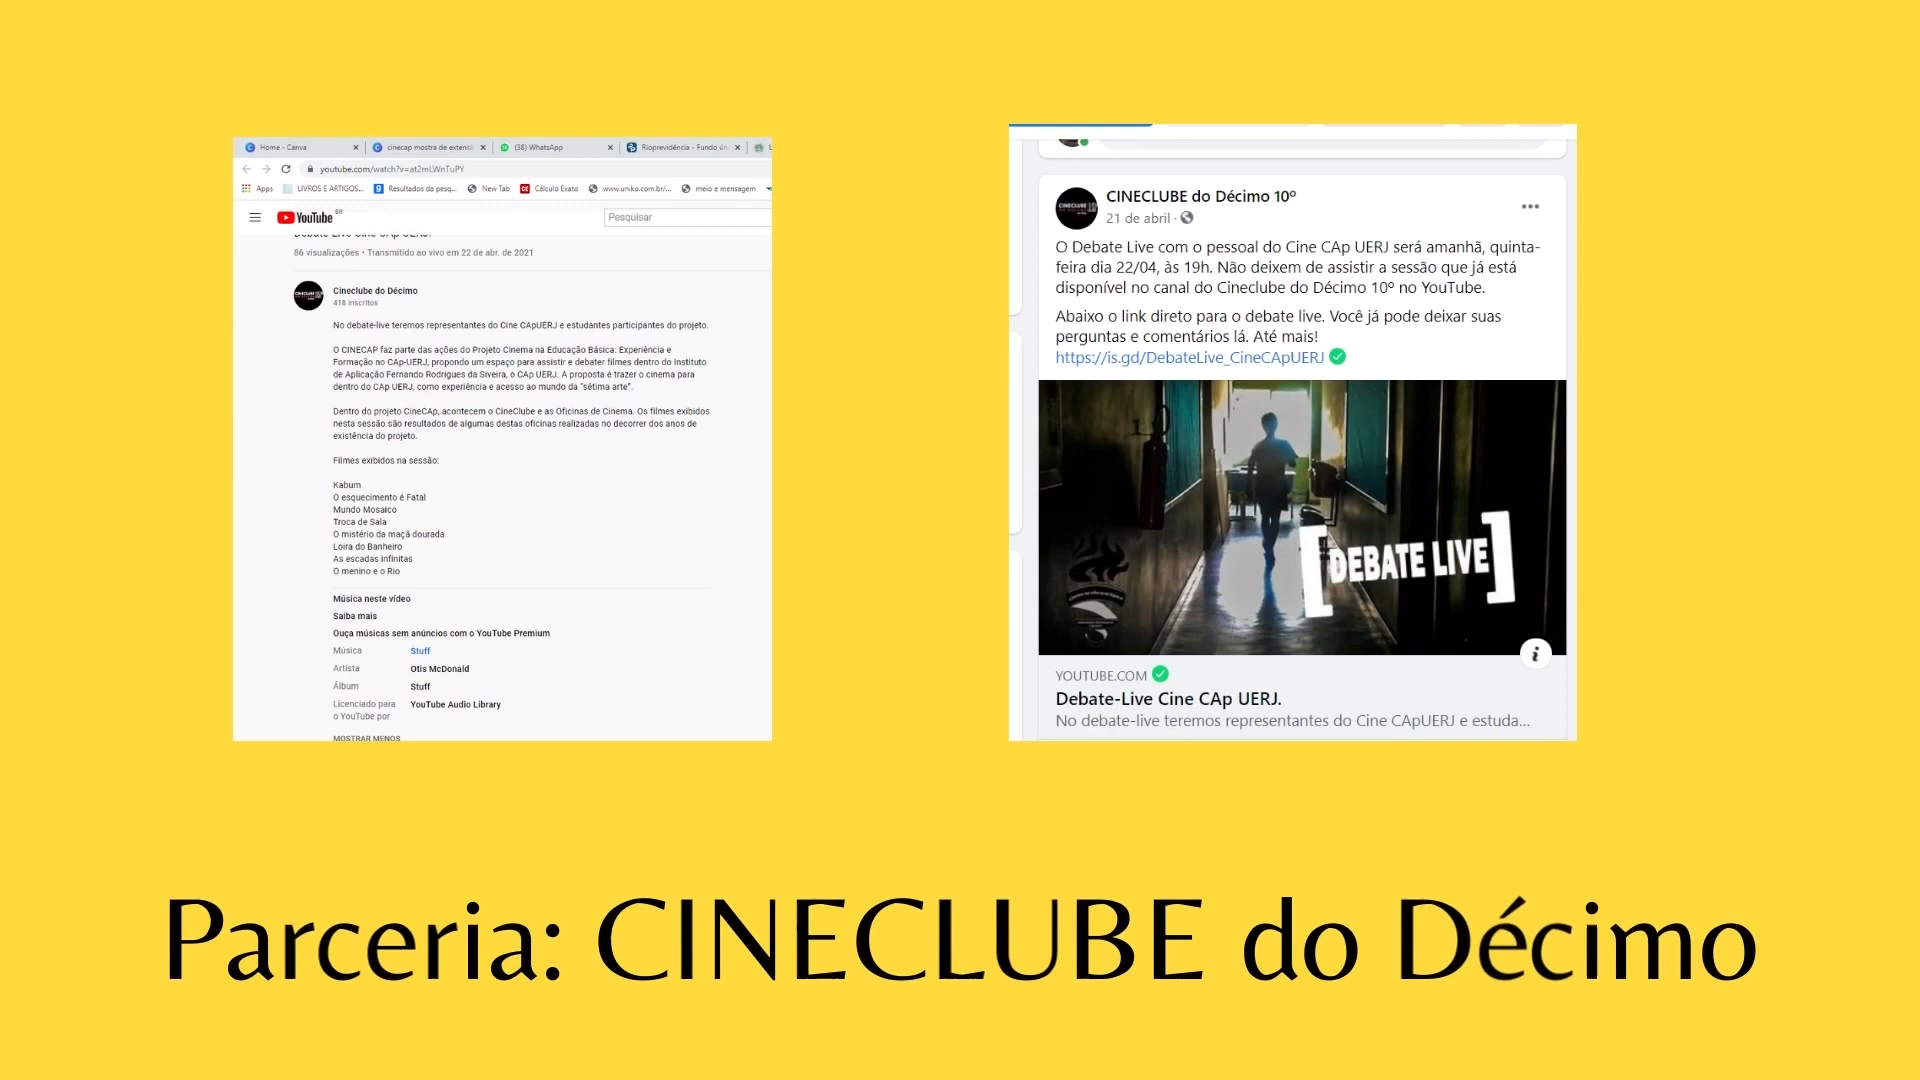 Home - Canva
cinecap mostra de extens
(38) WhatsApp
Rioprevidência - Fundo ún
youtube.com/watch?v=at2mLWnTuPY
Apps
LIVROS E ARTIGOS...
Resultados da pesq...
New Tab
Cálculo Exato
www.uniko.com.br/...
meio e mensagem
YouTube BR
Pesquisar
Debate-Live Cine CAp UERJ.
86 visualizações • Transmitido ao vivo em 22 de abr. de 2021
Cineclube do Décimo
418 inscritos
No debate-live teremos representantes do Cine CApUERJ e estudantes participantes do projeto.
O CINECAP faz parte das ações do Projeto Cinema na Educação Básica: Experiência e
Formação no CAp-UERJ, propondo um espaço para assistir e debater filmes dentro do Instituto
de Aplicação Fernando Rodrigues da Siveira, o CAp UERJ. A proposta é trazer o cinema para
dentro do CAp UERJ, como experiência e acesso ao mundo da "sétima arte".
Dentro do projeto CineCAp, acontecem o CineClube e as Oficinas de Cinema. Os filmes exibidos
nesta sessão são resultados de algumas destas oficinas realizadas no decorrer dos anos de
existência do projeto.
Filmes exibidos na sessão:
Kabum
O esquecimento é Fatal
Mundo Mosaico
Troca de Sala
O mistério da maçã dourada
Loira do Banheiro
As escadas infinitas
O menino e o Rio
Música neste vídeo
Saiba mais
Ouça músicas sem anúncios com o YouTube Premium
Música Stuff
Artista Otis McDonald
Álbum Stuff
Licenciado para YouTube Audio Library
o YouTube por
MOSTRAR MENOS
CINECLUBE do Décimo 10º
21 de abril ·
O Debate Live com o pessoal do Cine CAp UERJ será amanhã, quinta-
feira dia 22/04, às 19h. Não deixem de assistir a sessão que já está
disponível no canal do Cineclube do Décimo 10º no YouTube.
Abaixo o link direto para o debate live. Você já pode deixar suas
perguntas e comentários lá. Até mais!
https://is.gd/DebateLive_CineCApUERJ
[DEBATE LIVE]
YOUTUBE.COM
Debate-Live Cine CAp UERJ.
No debate-live teremos representantes do Cine CApUERJ e estuda...
Parceria: CINECLUBE do Décimo